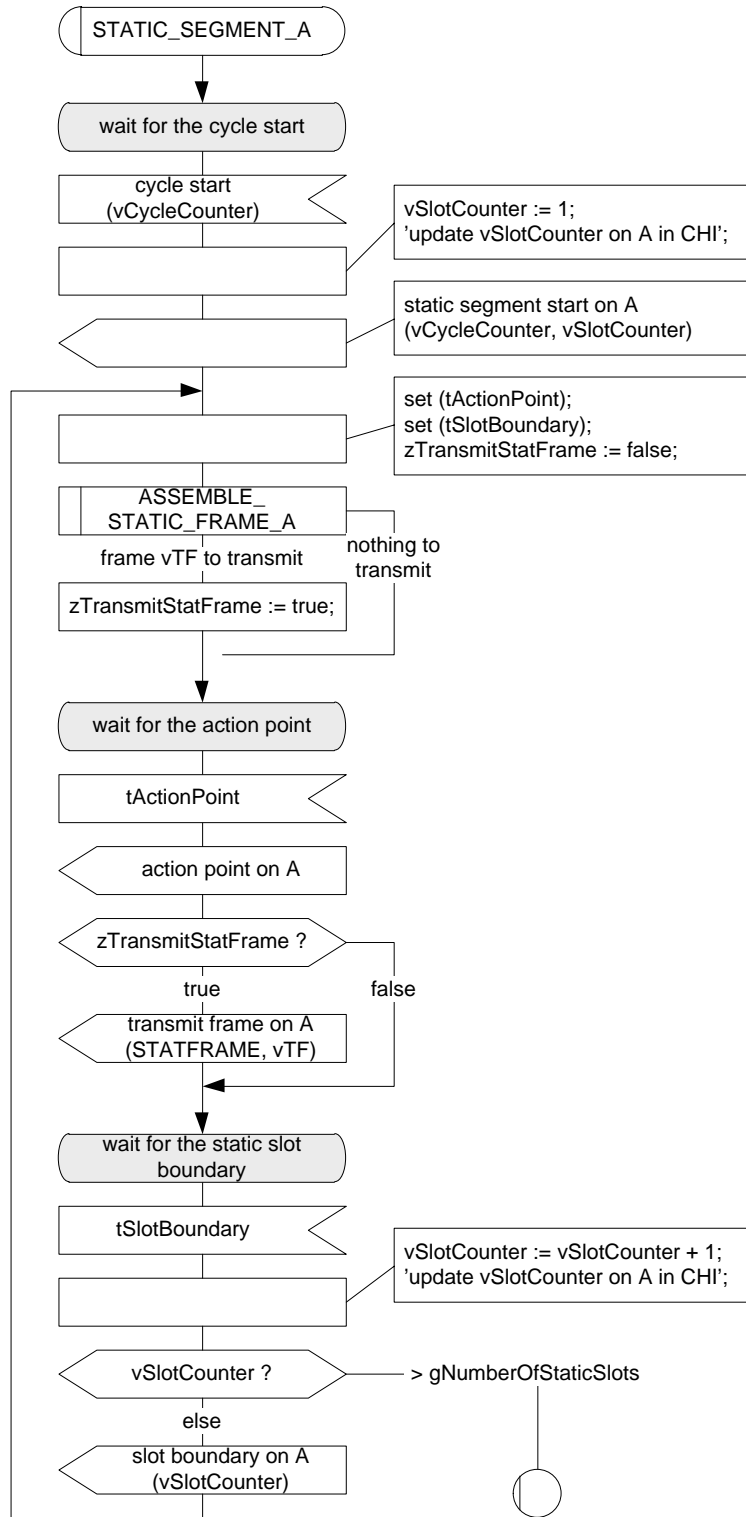 STATIC_SEGMENT_A
wait for the cycle start
cycle start
(vCycleCounter)
vSlotCounter := 1;
’update vSlotCounter on A in CHI’;
static segment start on A
(vCycleCounter, vSlotCounter)
set (tActionPoint);
set (tSlotBoundary);
zTransmitStatFrame := false;
ASSEMBLE_
STATIC_FRAME_A
frame vTF to transmit
nothing to
transmit
zTransmitStatFrame := true;
wait for the action point
tActionPoint
action point on A
zTransmitStatFrame ?
true
false
transmit frame on A
(STATFRAME, vTF)
wait for the static slot
boundary
tSlotBoundary
vSlotCounter := vSlotCounter + 1;
’update vSlotCounter on A in CHI’;
vSlotCounter ?
> gNumberOfStaticSlots
else
slot boundary on A
(vSlotCounter)